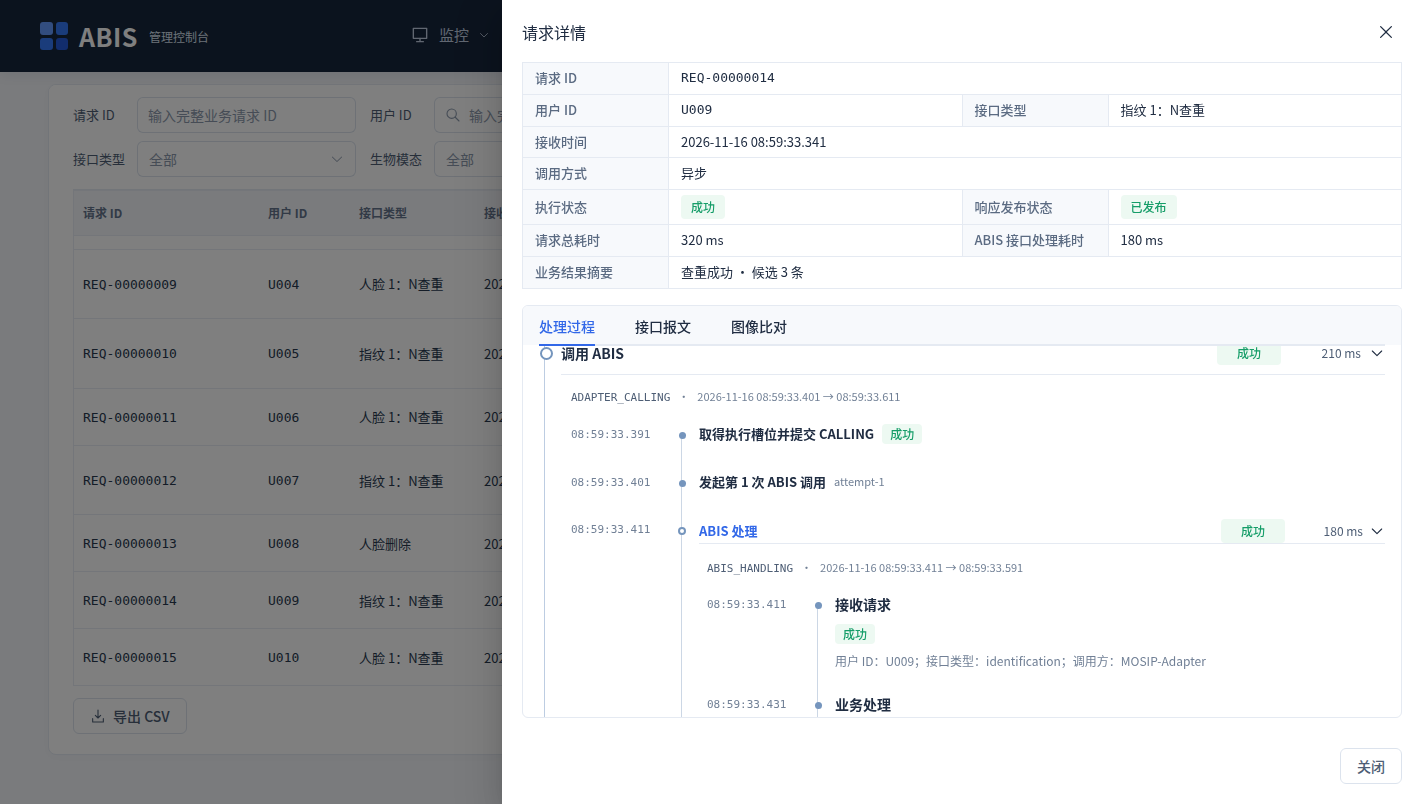 ABIS 管理控制台
监控
请求 ID 输入完整业务请求 ID 用户 ID
接口类型 全部 生物模态 全部
请求 ID 用户 ID 接口类型
REQ-00000009 U004 人脸 1：N查重 202
REQ-00000010 U005 指纹 1：N查重 202
REQ-00000011 U006 人脸 1：N查重 202
REQ-00000012 U007 指纹 1：N查重 202
REQ-00000013 U008 人脸删除 202
REQ-00000014 U009 指纹 1：N查重 202
REQ-00000015 U010 人脸 1：N查重 202
导出 CSV
请求详情
请求 ID REQ-00000014
用户 ID U009 接口类型 指纹 1：N查重
接收时间 2026-11-16 08:59:33.341
调用方式 异步
执行状态 成功 响应发布状态 已发布
请求总耗时 320 ms ABIS 接口处理耗时 180 ms
业务结果摘要 查重成功 · 候选 3 条
处理过程 接口报文 图像比对
调用 ABIS 成功 210 ms
ADAPTER_CALLING · 2026-11-16 08:59:33.401 → 08:59:33.611
08:59:33.391 取得执行槽位并提交 CALLING 成功
08:59:33.401 发起第 1 次 ABIS 调用 attempt-1
08:59:33.411 ABIS 处理 成功 180 ms
ABIS_HANDLING · 2026-11-16 08:59:33.411 → 08:59:33.591
08:59:33.411 接收请求
成功
用户 ID：U009；接口类型：identification；调用方：MOSIP-Adapter
08:59:33.431 业务处理
关闭